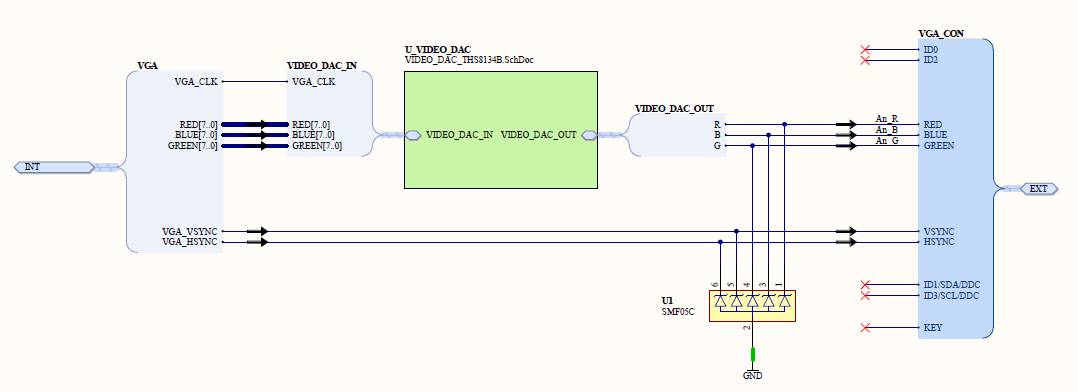 VGA_CON
U_VIDEO_DAC
VIDEO_DAC_THS8134B.SchDoc
VGA
VIDEO_DAC_IN
ID0
ID2
VGA_CLK
VGA_CLK
VIDEO_DAC_OUT
RED[7..0]
BLUE[7..0]
GREEN[7..0]
RED[7..0]
BLUE[7..0]
GREEN[7..0]
VIDEO_DAC_IN
VIDEO_DAC_OUT
R
B
G
An_R
An_B
An_G
RED
BLUE
GREEN
INT
EXT
VGA_VSYNC
VGA_HSYNC
VSYNC
HSYNC
ID1/SDA/DDC
ID3/SCL/DDC
6
5
4
3
1
U1
SMF05C
2
KEY
GND